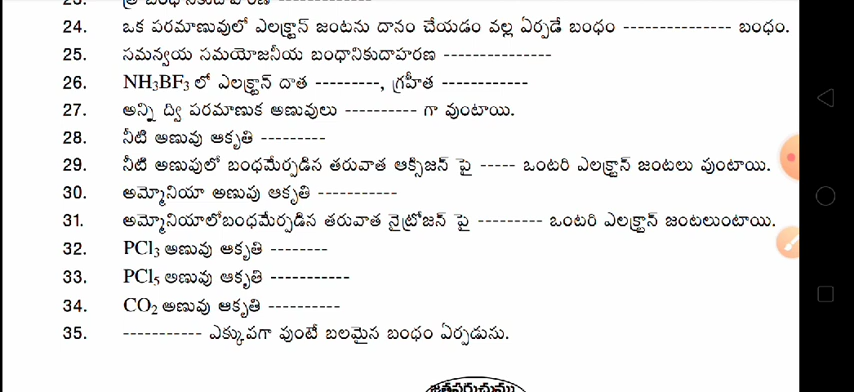 24. ఒక పరమాణువులో ఎలక్ట్రాన్ జంటను దానం చేయడం వల్ల ఏర్పడే బంధం --------------- బంధం.
25. సమన్వయ సమయోజనీయ బంధానికుదాహరణ ---------------
26. NH₃BF₃ లో ఎలక్ట్రాన్ దాత ---------, గ్రహీత ------------
27. అన్ని ద్వి పరమాణుక అణువులు ---------- గా వుంటాయి.
28. నీటి అణువు ఆకృతి ---------
29. నీటి అణువులో బంధమేర్పడిన తరువాత ఆక్సిజన్ పై ----- ఒంటరి ఎలక్ట్రాన్ జంటలు వుంటాయి.
30. అమ్మోనియా అణువు ఆకృతి -----------
31. అమ్మోనియాలోబంధమేర్పడిన తరువాత నైట్రోజన్ పై --------- ఒంటరి ఎలక్ట్రాన్ జంటలుంటాయి.
32. PCl₃ అణువు ఆకృతి --------
33. PCl₅ అణువు ఆకృతి -----------
34. CO₂ అణువు ఆకృతి ----------
35. ----------- ఎక్కువగా వుంటే బలమైన బంధం ఏర్పడును.